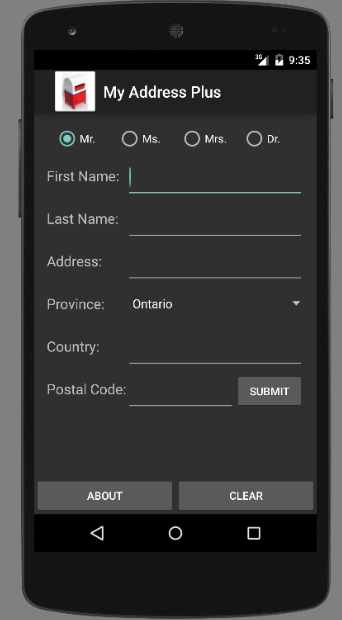 3G 9:35
My Address Plus
Mr. Ms. Mrs. Dr.
First Name:
Last Name:
Address:
Province: Ontario
Country:
Postal Code: SUBMIT
ABOUT CLEAR